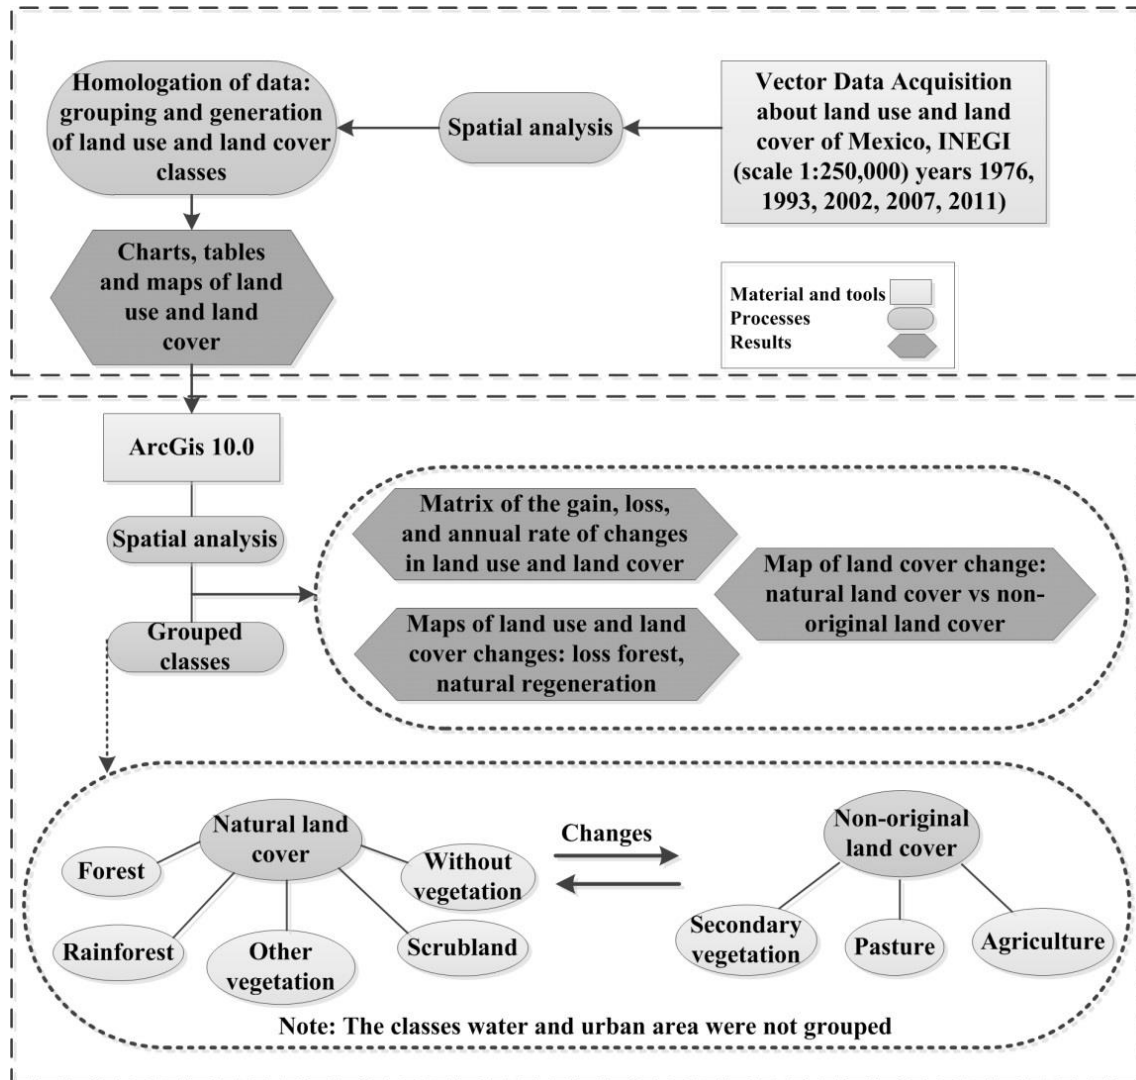 Homologation of data:
grouping and generation
of land use and land cover
classes
Spatial analysis
Vector Data Acquisition
about land use and land
cover of Mexico, INEGI
(scale 1:250,000) years 1976,
1993, 2002, 2007, 2011)
Charts, tables
and maps of land
use and land
cover
Material and tools
Processes
Results
ArcGis 10.0
Spatial analysis
Grouped
classes
Matrix of the gain, loss,
and annual rate of changes
in land use and land cover
Maps of land use and land
cover changes: loss forest,
natural regeneration
Map of land cover change:
natural land cover vs non-
original land cover
Natural land
cover
Forest
Rainforest
Other
vegetation
Scrubland
Without
vegetation
Changes
Non-original
land cover
Secondary
vegetation
Pasture
Agriculture
Note: The classes water and urban area were not grouped